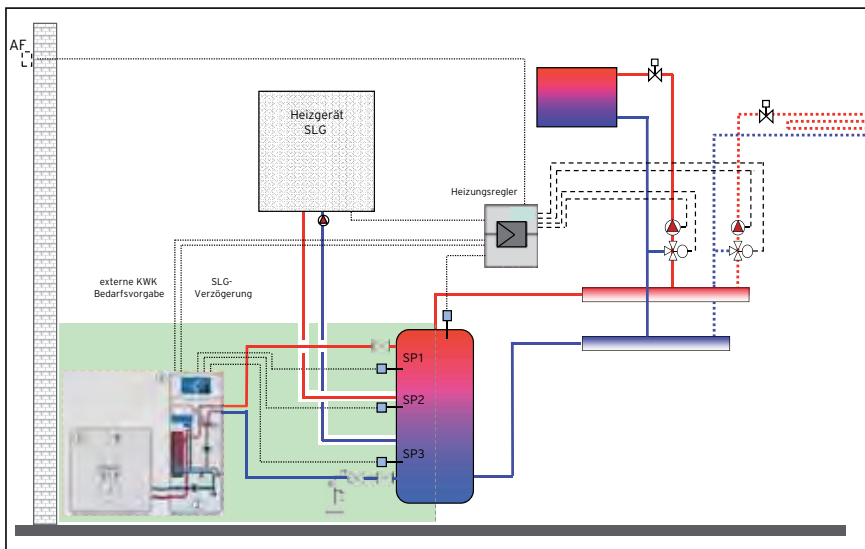 AF
Heizgerät
SLG
Heizungsregler
externe KWK
Bedarfsvorgabe
SLG-
Verzögerung
SP1
SP2
SP3